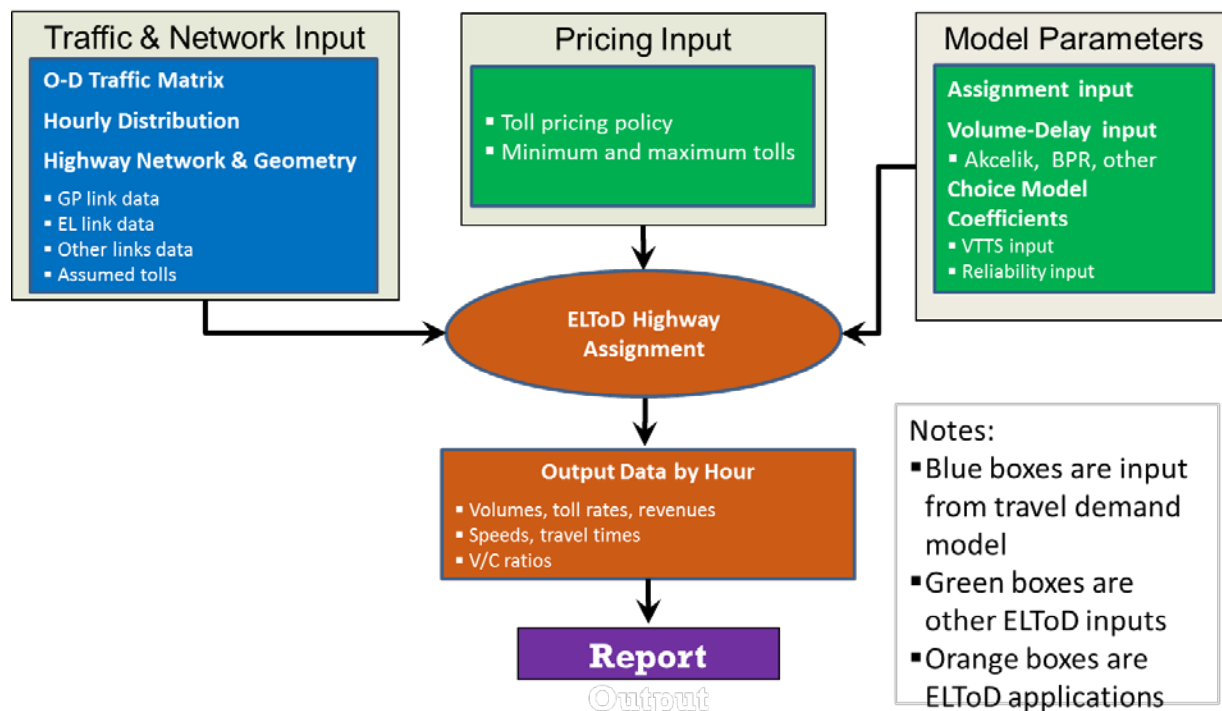 Traffic & Network Input
O-D Traffic Matrix
Hourly Distribution
Highway Network & Geometry
▪ GP link data
▪ EL link data
▪ Other links data
▪ Assumed tolls
Pricing Input
▪ Toll pricing policy
▪ Minimum and maximum tolls
Model Parameters
Assignment input
Volume-Delay input
▪ Akcelik, BPR, other
Choice Model
Coefficients
▪ VTTS input
▪ Reliability input
ELToD Highway
Assignment
Output Data by Hour
▪ Volumes, toll rates, revenues
▪ Speeds, travel times
▪ V/C ratios
Report
Output
Notes:
▪Blue boxes are input
from travel demand
model
▪Green boxes are
other ELToD inputs
▪Orange boxes are
ELToD applications